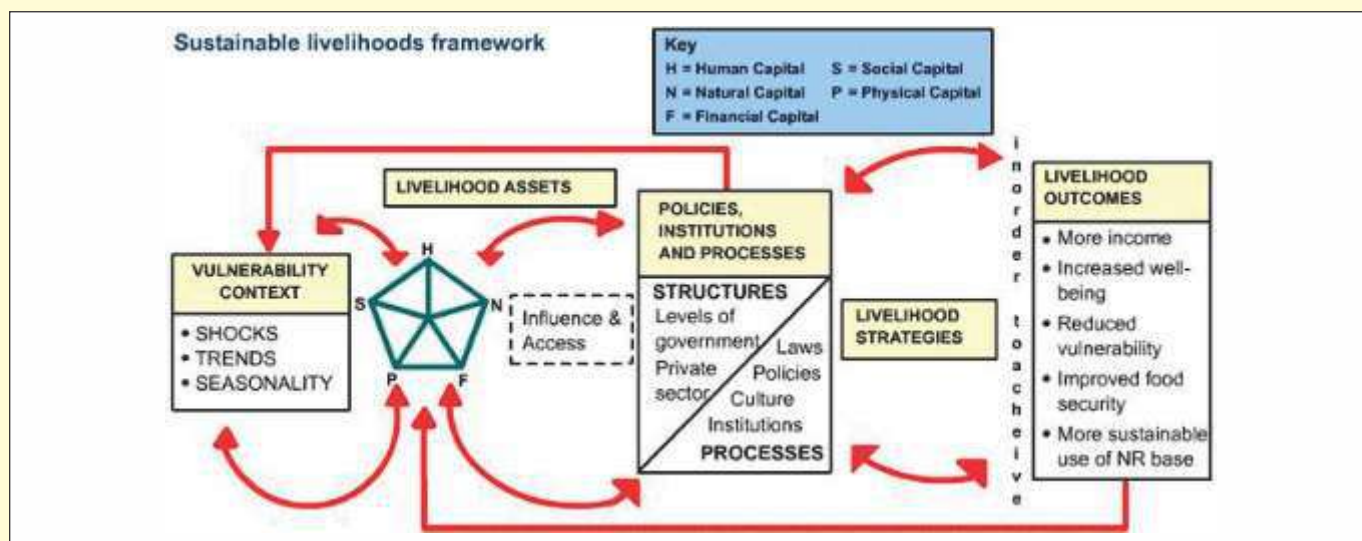 Sustainable livelihoods framework
Key
H = Human Capital S = Social Capital
N = Natural Capital P = Physical Capital
F = Financial Capital
LIVELIHOOD ASSETS
VULNERABILITY
CONTEXT
• SHOCKS
• TRENDS
• SEASONALITY
H
S
N
P
F
Influence &
Access
POLICIES,
INSTITUTIONS
AND PROCESSES
STRUCTURES
Levels of
government
Private
sector
Laws
Policies
Culture
Institutions
PROCESSES
LIVELIHOOD
STRATEGIES
inorder toacheive
LIVELIHOOD
OUTCOMES
• More income
• Increased well-
being
• Reduced
vulnerability
• Improved food
security
• More sustainable
use of NR base